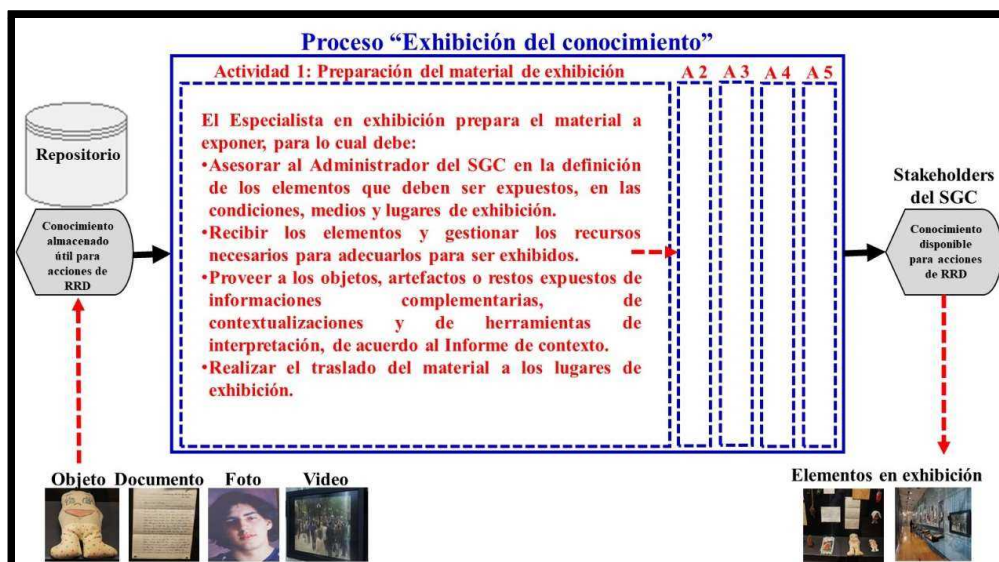 Proceso “Exhibición del conocimiento”
Actividad 1: Preparación del material de exhibición
A 2
A 3
A 4
A 5
Repositorio
Conocimiento
almacenado
útil para
acciones de
RRD
El Especialista en exhibición prepara el material a
exponer, para lo cual debe:
•Asesorar al Administrador del SGC en la definición
de los elementos que deben ser expuestos, en las
condiciones, medios y lugares de exhibición.
•Recibir los elementos y gestionar los recursos
necesarios para adecuarlos para ser exhibidos.
•Proveer a los objetos, artefactos o restos expuestos de
informaciones complementarias, de
contextualizaciones y de herramientas de
interpretación, de acuerdo al Informe de contexto.
•Realizar el traslado del material a los lugares de
exhibición.
Stakeholders
del SGC
Conocimiento
disponible
para acciones
de RRD
Objeto
Documento
Foto
Video
Elementos en exhibición